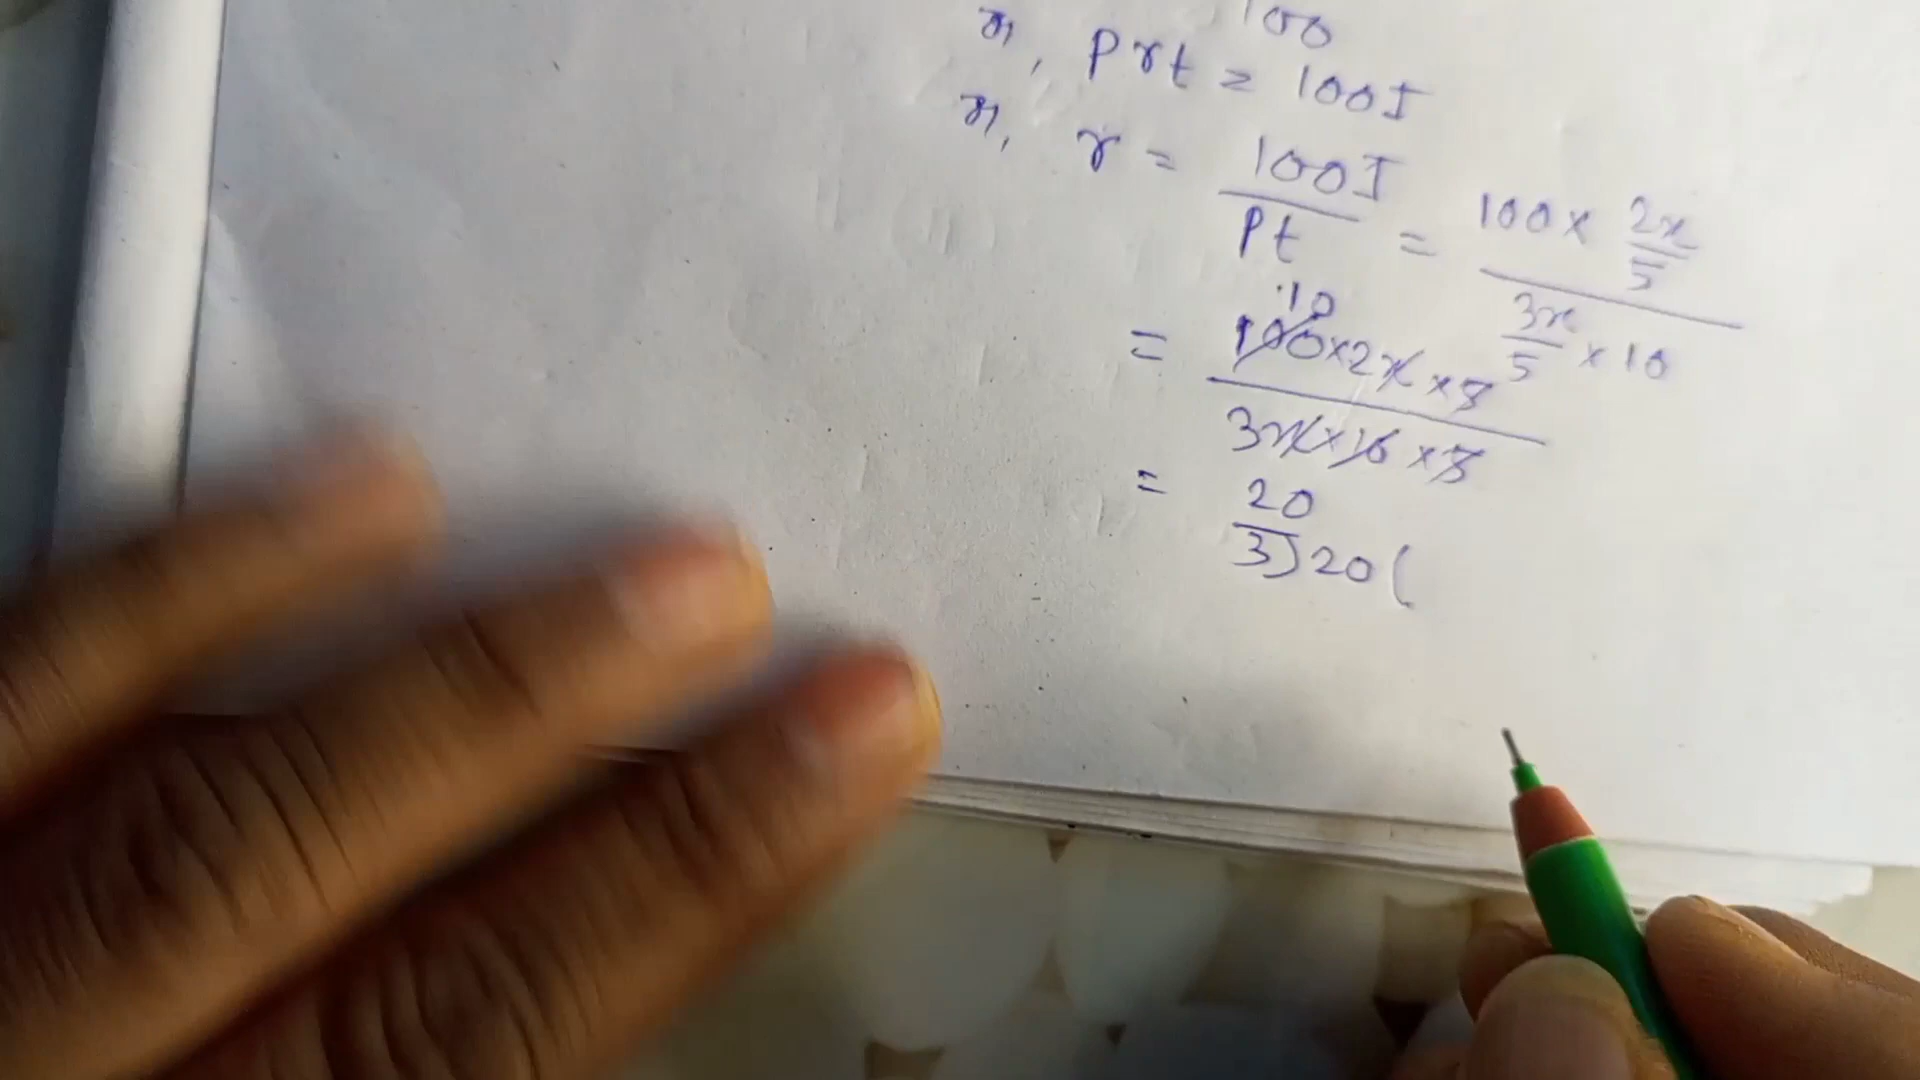 100
বা, Prt = 100I
বা, r = 100I / Pt = 100 × 2x/5 / 3x/5 × 10
10
= 100 × 2x × 5 / 3x × 10 × 5
= 20 / 3) 20 (